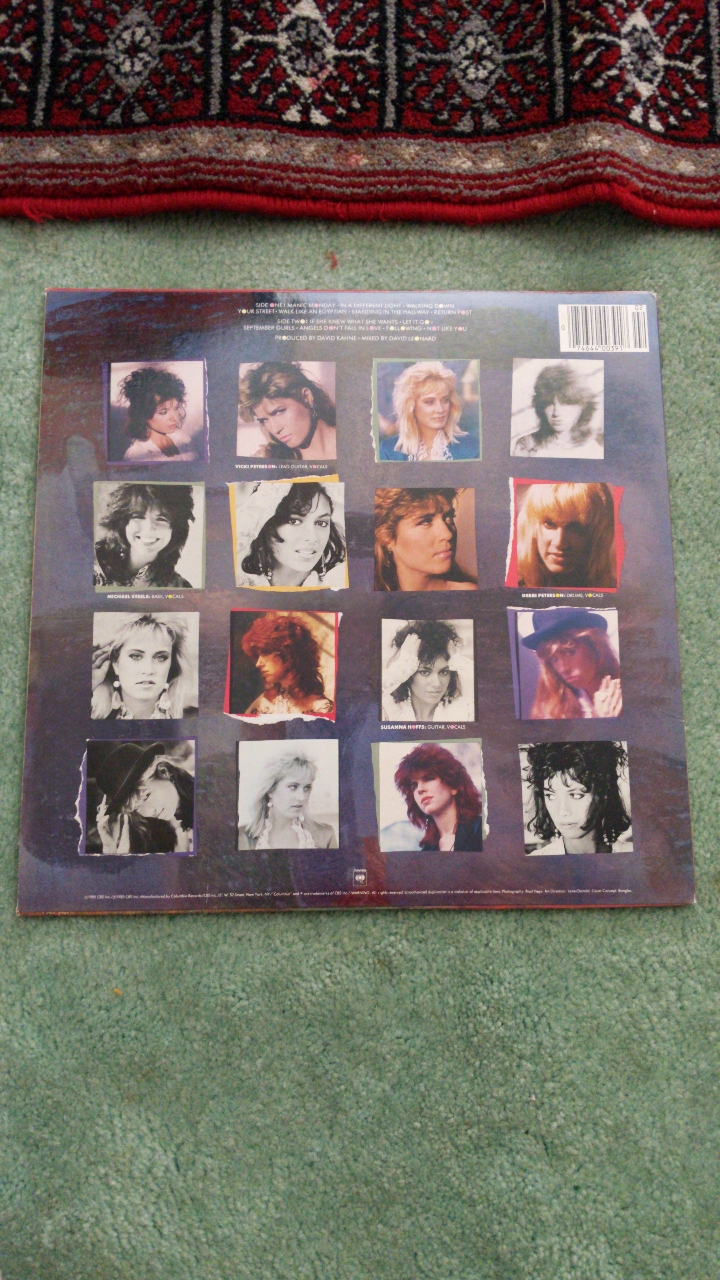 SIDE ONE: MANIC MONDAY • IN A DIFFERENT LIGHT • WALKING DOWN
YOUR STREET • WALK LIKE AN EGYPTIAN • STANDING IN THE HALLWAY • RETURN POST
SIDE TWO: IF SHE KNEW WHAT SHE WANTS • LET IT GO •
SEPTEMBER GURLS • ANGELS DON'T FALL IN LOVE • FOLLOWING • NOT LIKE YOU
PRODUCED BY DAVID KAHNE • MIXED BY DAVID LEONARD
0
74644 00391
VICKI PETERSON: LEAD GUITAR, VOCALS
MICHAEL STEELE: BASS, VOCALS
DEBBI PETERSON: DRUMS, VOCALS
SUSANNA HOFFS: GUITAR, VOCALS